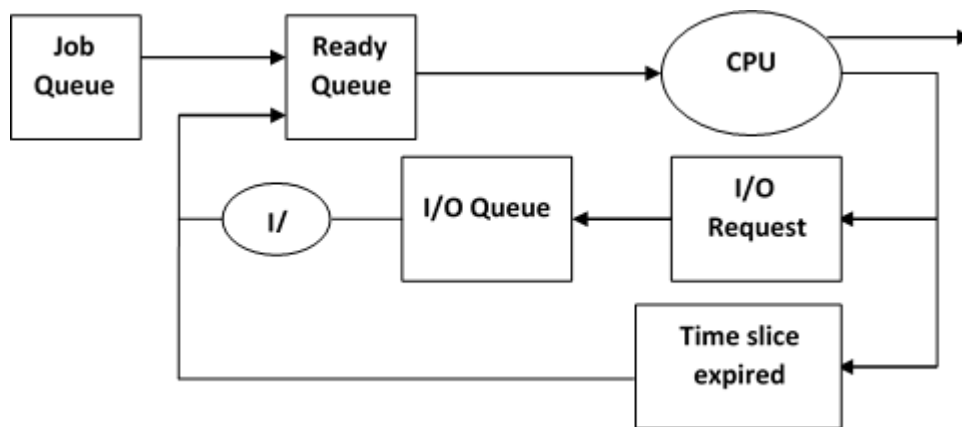 Job
Queue
Ready
Queue
CPU
I/
I/O Queue
I/O
Request
Time slice
expired